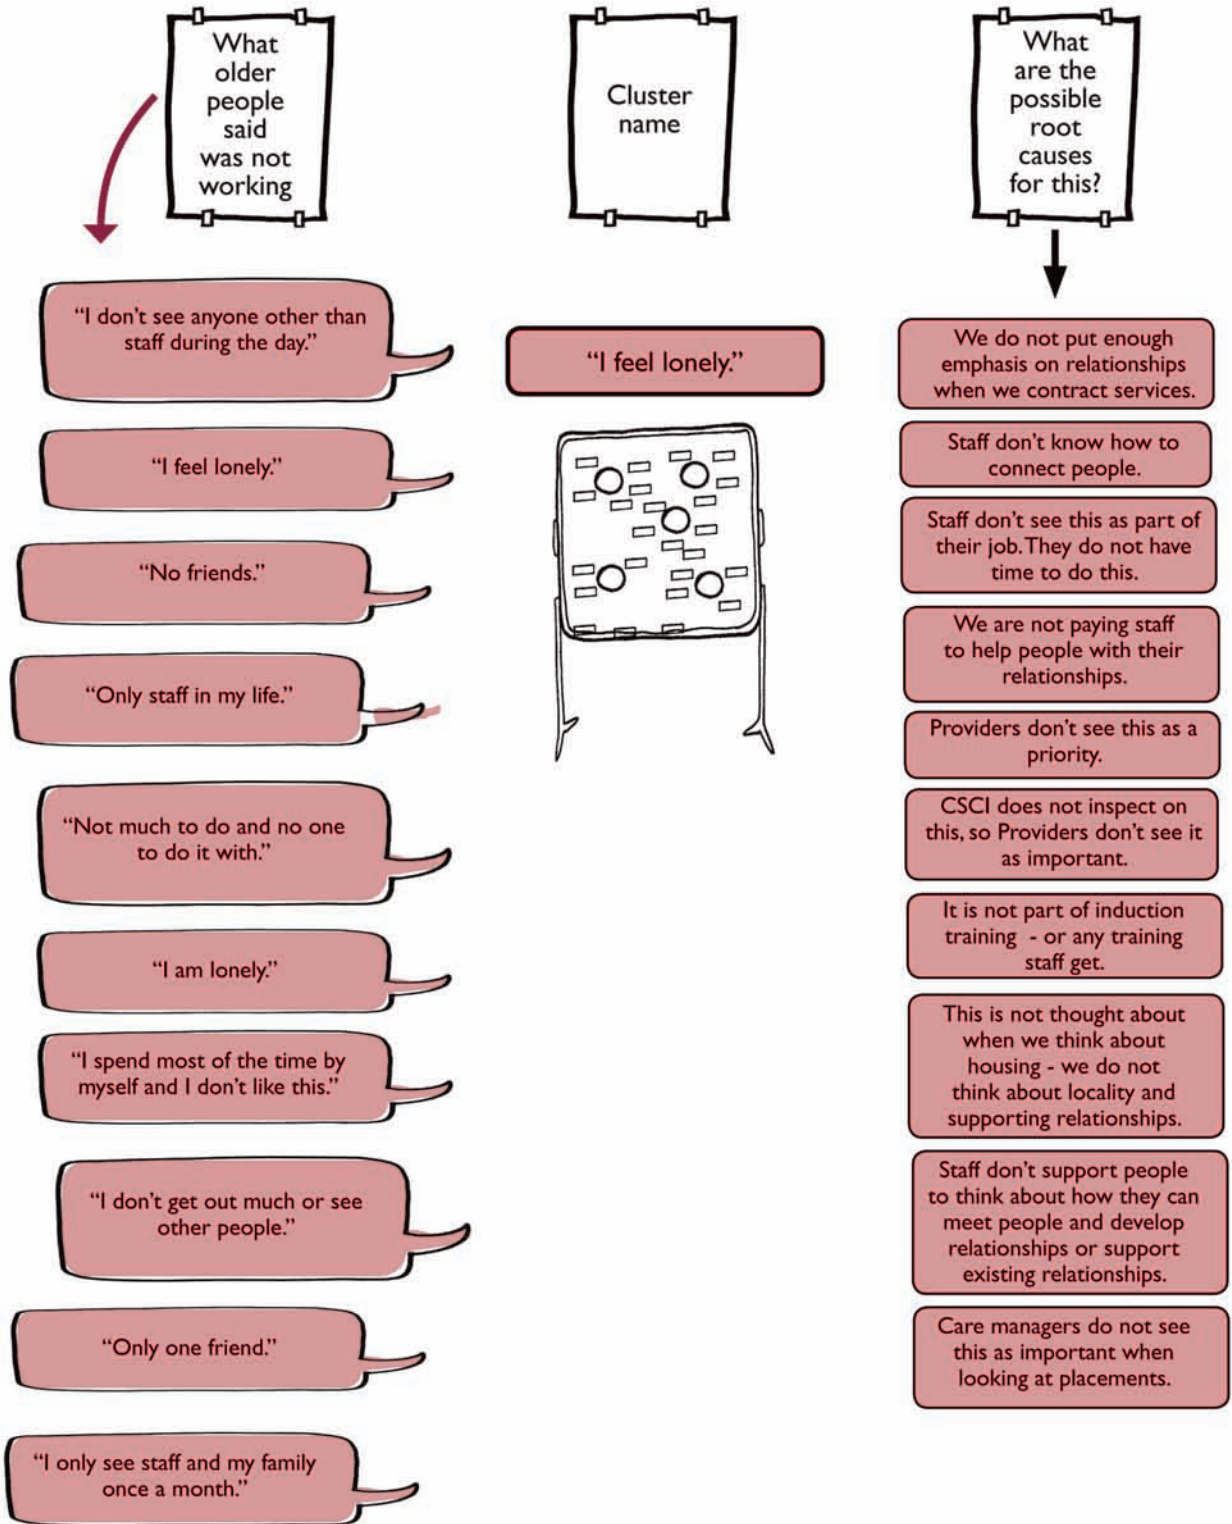 What
older
people
said
was not
working
Cluster
name
What
are the
possible
root
causes
for this?
“I don’t see anyone other than
staff during the day.”
“I feel lonely.”
“No friends.”
“Only staff in my life.”
“Not much to do and no one
to do it with.”
“I am lonely.”
“I spend most of the time by
myself and I don’t like this.”
“I don’t get out much or see
other people.”
“Only one friend.”
“I only see staff and my family
once a month.”
“I feel lonely.”
We do not put enough
emphasis on relationships
when we contract services.
Staff don’t know how to
connect people.
Staff don’t see this as part of
their job. They do not have
time to do this.
We are not paying staff
to help people with their
relationships.
Providers don’t see this as a
priority.
CSCI does not inspect on
this, so Providers don’t see it
as important.
It is not part of induction
training - or any training
staff get.
This is not thought about
when we think about
housing - we do not
think about locality and
supporting relationships.
Staff don’t support people
to think about how they can
meet people and develop
relationships or support
existing relationships.
Care managers do not see
this as important when
looking at placements.